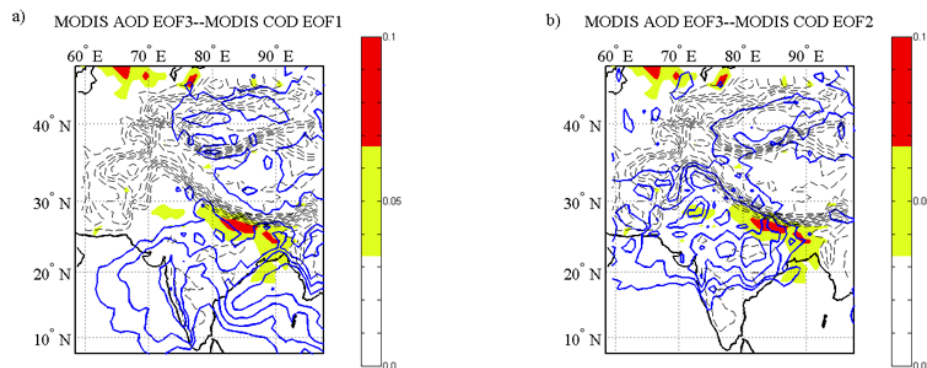 a) MODIS AOD EOF3--MODIS COD EOF1
60° E 70° E 80° E 90° E
40° N
30° N
20° N
10° N
0.1
0.05
0.0
b) MODIS AOD EOF3--MODIS COD EOF2
60° E 70° E 80° E 90° E
40° N
30° N
20° N
10° N
0.1
0.0
0.0